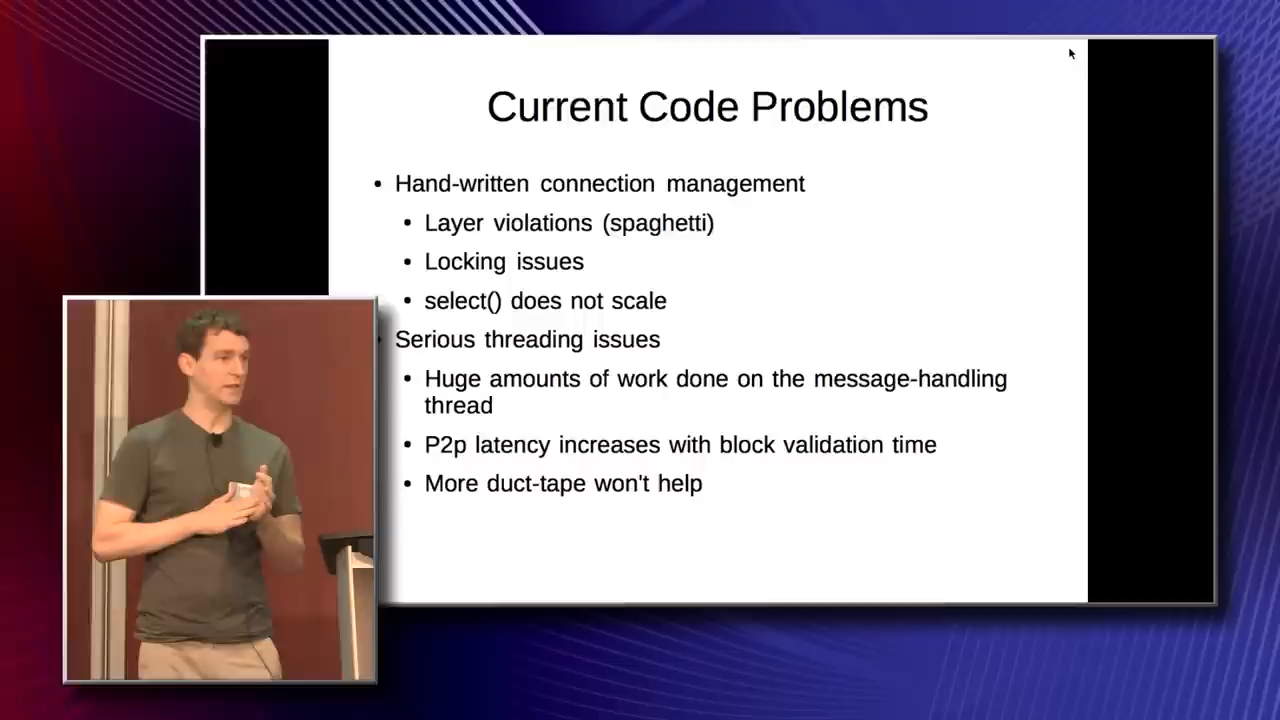 Current Code Problems
• Hand-written connection management
• Layer violations (spaghetti)
• Locking issues
• select() does not scale
• Serious threading issues
• Huge amounts of work done on the message-handling
thread
• P2p latency increases with block validation time
• More duct-tape won't help